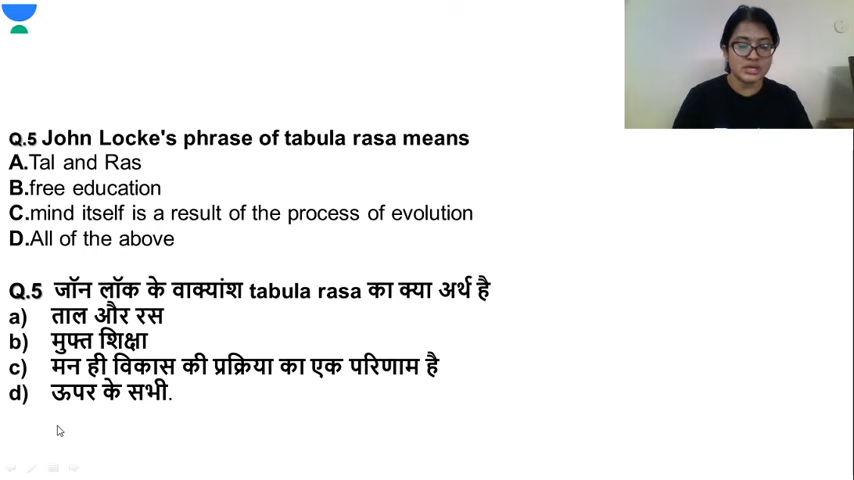 Q.5 John Locke's phrase of tabula rasa means
A.Tal and Ras
B.free education
C.mind itself is a result of the process of evolution
D.All of the above
Q.5 जॉन लॉक के वाक्यांश tabula rasa का क्या अर्थ है
a) ताल और रस
b) मुफ्त शिक्षा
c) मन ही विकास की प्रक्रिया का एक परिणाम है
d) ऊपर के सभी.